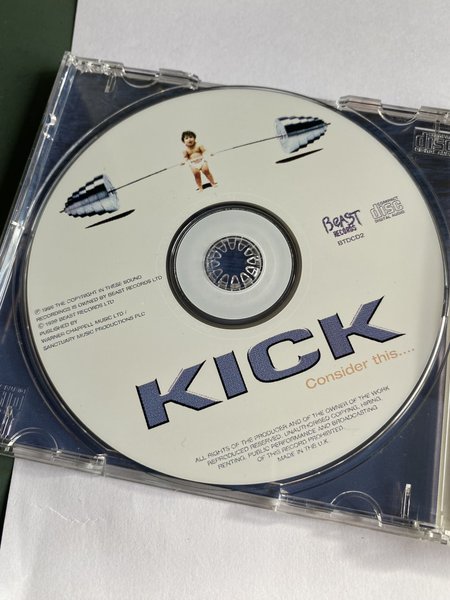 BEAST
RECORDS
BTDCD2
COMPACT
disc
DIGITAL AUDIO
disc
℗ 1998 THE COPYRIGHT IN THESE SOUND
RECORDINGS IS OWNED BY BEAST RECORDS LTD
© 1998 BEAST RECORDS LTD
PUBLISHED BY
WARNER CHAPPELL MUSIC LTD /
SANCTUARY MUSIC PRODUCTIONS PLC
KICK
Consider this....
ALL RIGHTS OF THE PRODUCER AND OF THE OWNER OF THE WORK
REPRODUCED RESERVED. UNAUTHORISED COPYING, HIRING,
RENTING, PUBLIC PERFORMANCE AND BROADCASTING
OF THIS RECORD PROHIBITED.
MADE IN THE U.K.